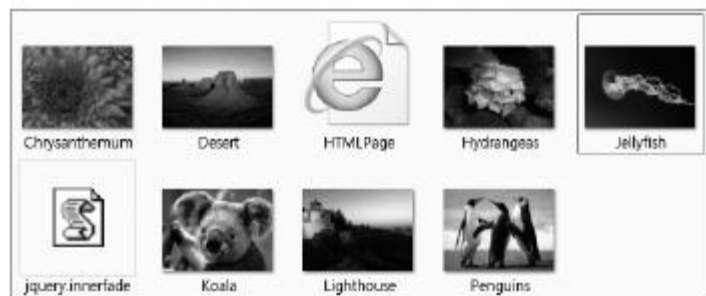 Chrysanthemum Desert HTMLPage Hydrangeas Jellyfish
jquery.innerfade Koala Lighthouse Penguins